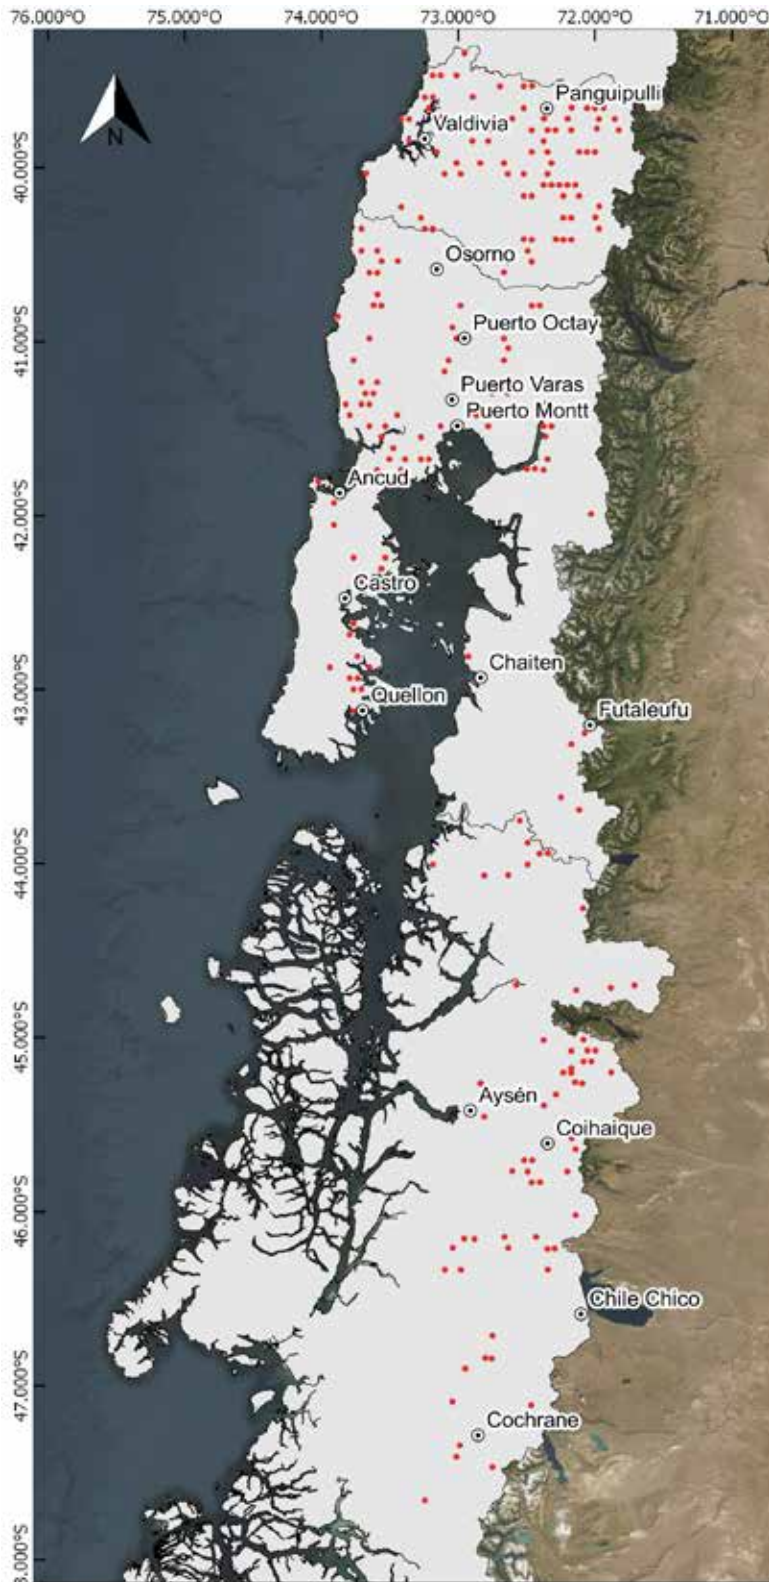 76.000°O 75.000°O 74.000°O 73.000°O 72.000°O 71.000°O
N
Panguipulli
Valdivia
40.000°S
Osorno
Puerto Octay
41.000°S
Puerto Varas
Puerto Montt
Ancud
42.000°S
Castro
Chaiten
43.000°S
Quellon
Futaleufu
44.000°S
45.000°S
Aysén
Coihaique
46.000°S
Chile Chico
47.000°S
Cochrane
8.000°S